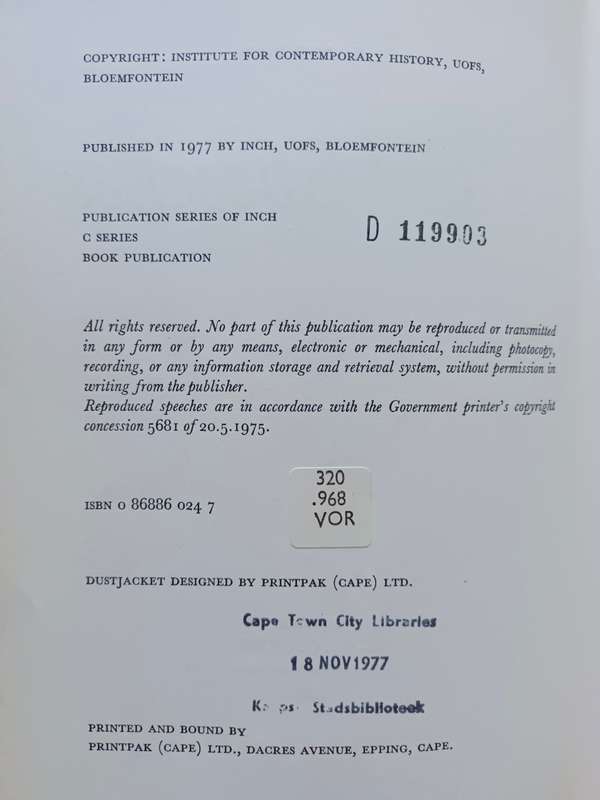 COPYRIGHT: INSTITUTE FOR CONTEMPORARY HISTORY, UOFS,
BLOEMFONTEIN
PUBLISHED IN 1977 BY INCH, UOFS, BLOEMFONTEIN
PUBLICATION SERIES OF INCH
C SERIES
BOOK PUBLICATION
D 119903
All rights reserved. No part of this publication may be reproduced or transmitted
in any form or by any means, electronic or mechanical, including photocopy,
recording, or any information storage and retrieval system, without permission in
writing from the publisher.
Reproduced speeches are in accordance with the Government printer's copyright
concession 5681 of 20.5.1975.
ISBN 0 86886 024 7
320
.968
VOR
DUSTJACKET DESIGNED BY PRINTPAK (CAPE) LTD.
Cape Town City Libraries
18 NOV 1977
Stadsbiblioteek
PRINTED AND BOUND BY
PRINTPAK (CAPE) LTD., DACRES AVENUE, EPPING, CAPE.